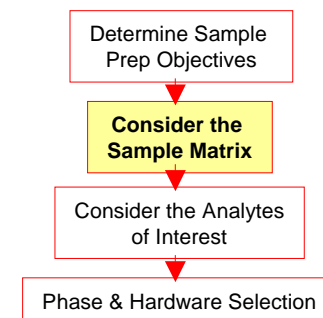 Determine Sample
Prep Objectives
Consider the
Sample Matrix
Consider the Analytes
of Interest
Phase & Hardware Selection